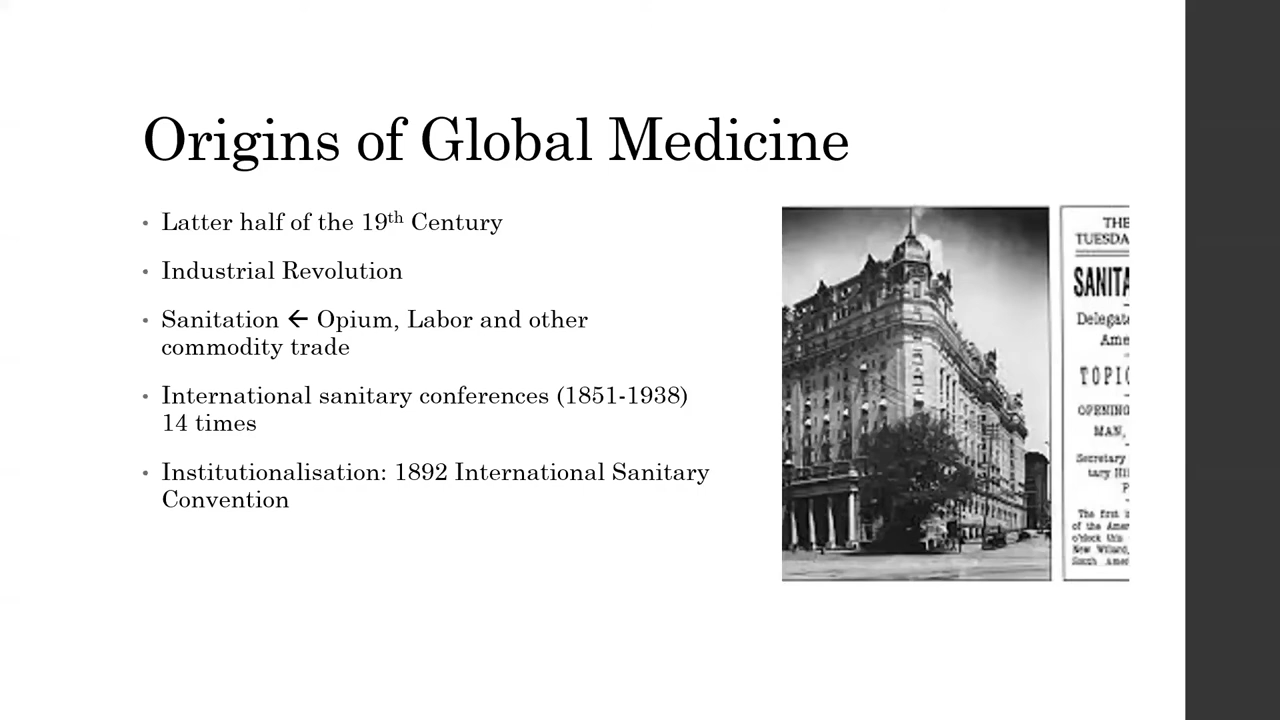 Origins of Global Medicine
• Latter half of the 19th Century
• Industrial Revolution
• Sanitation ← Opium, Labor and other
commodity trade
• International sanitary conferences (1851-1938)
14 times
• Institutionalisation: 1892 International Sanitary
Convention
THE
TUESDA
SANITA
Delegat
Ame
TOPIC
OPENING
MAN,
Secretary
tary Hil
P
The first i
of the Amer
o'clock this
New Willard,
South Amer